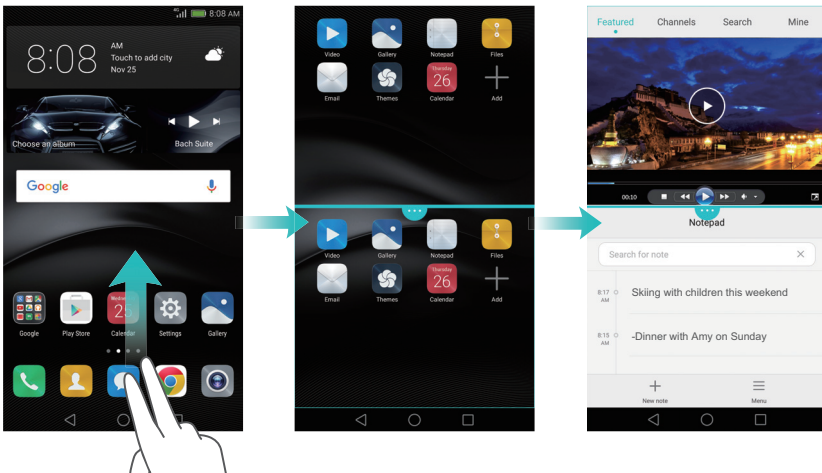 4G 8:08 AM
8:08
AM
Touch to add city
Nov 25
Choose an album
Bach Suite
Google
Google
Play Store
Calendar
Settings
Gallery
Video
Gallery
Notepad
Files
Thursday
26
Email
Themes
Calendar
Add
Video
Gallery
Notepad
Files
Thursday
26
Email
Themes
Calendar
Add
Featured
Channels
Search
Mine
00:10
Notepad
Search for note
8:17
AM
Skiing with children this weekend
8:15
AM
-Dinner with Amy on Sunday
New note
Menu